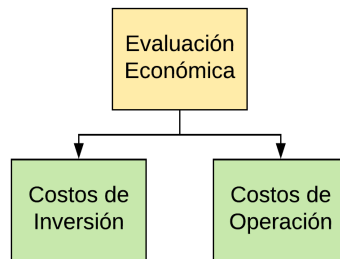 Evaluación
Económica
Costos de
Inversión
Costos de
Operación